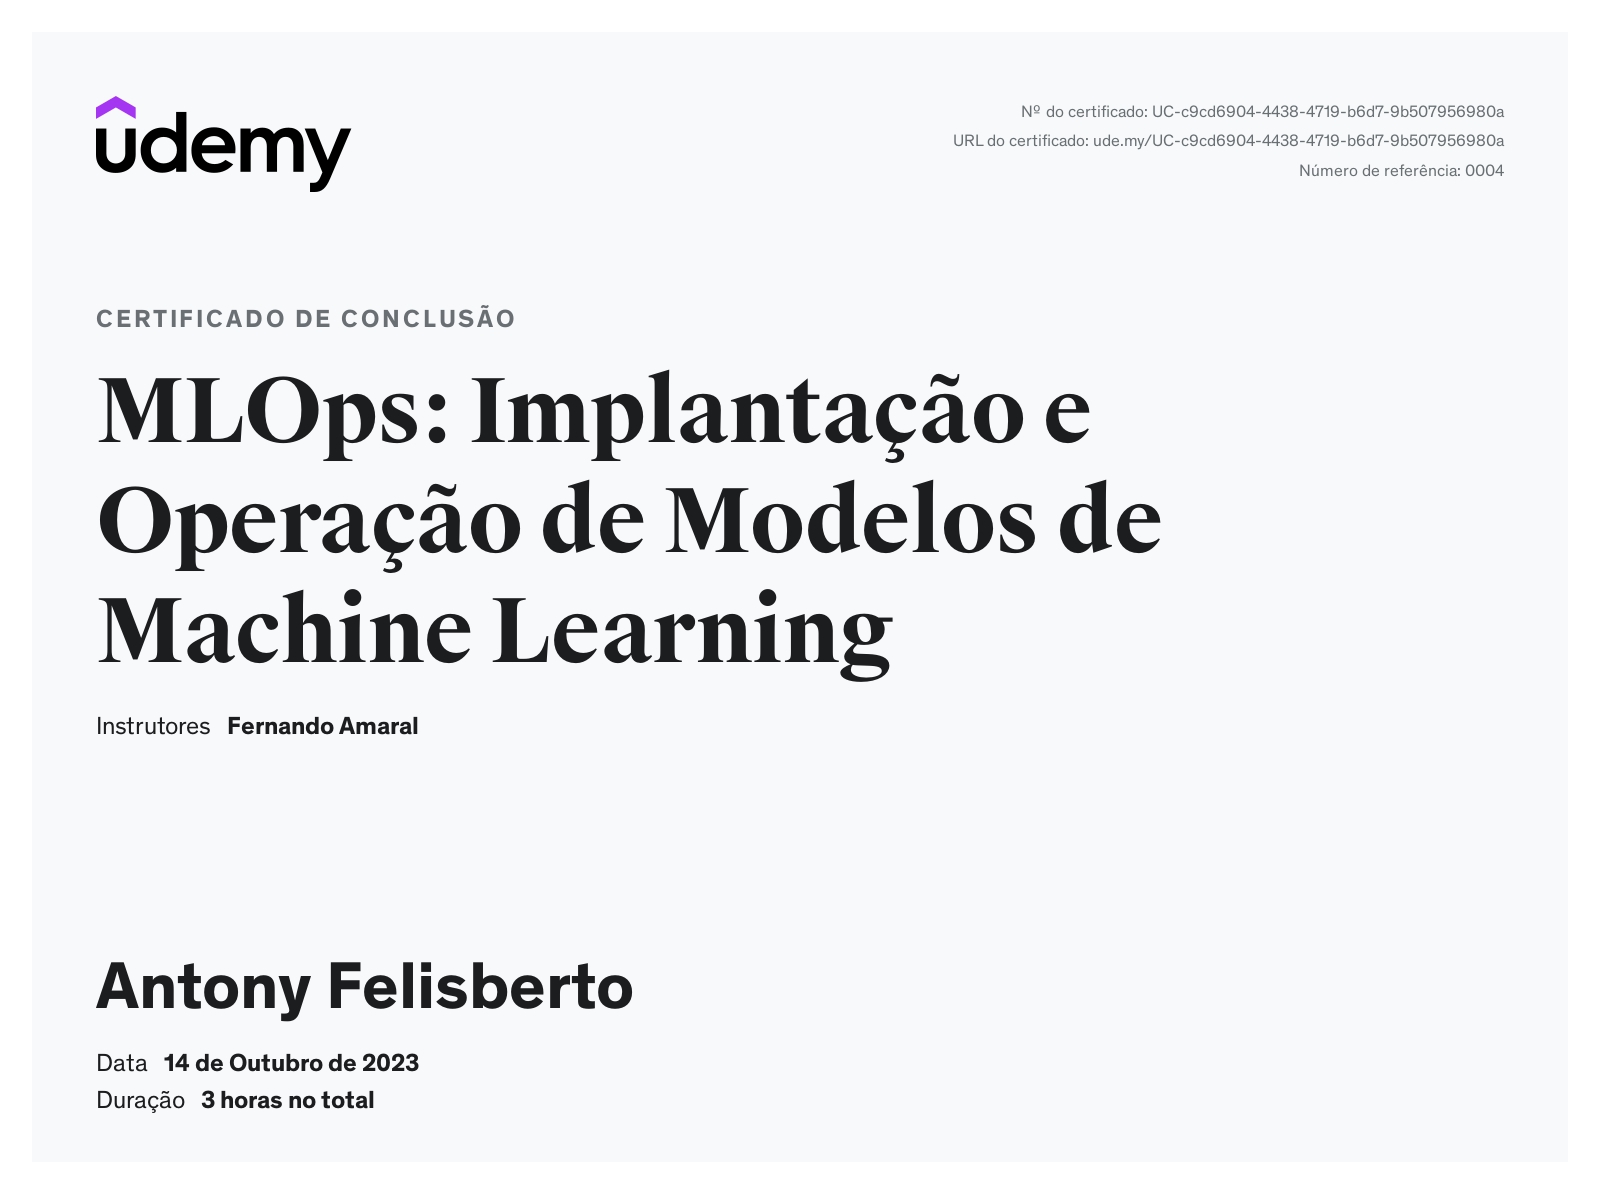 udemy
Nº do certificado: UC-c9cd6904-4438-4719-b6d7-9b507956980a
URL do certificado: ude.my/UC-c9cd6904-4438-4719-b6d7-9b507956980a
Número de referência: 0004
CERTIFICADO DE CONCLUSÃO
MLOps: Implantação e
Operação de Modelos de
Machine Learning
Instrutores Fernando Amaral
Antony Felisberto
Data 14 de Outubro de 2023
Duração 3 horas no total